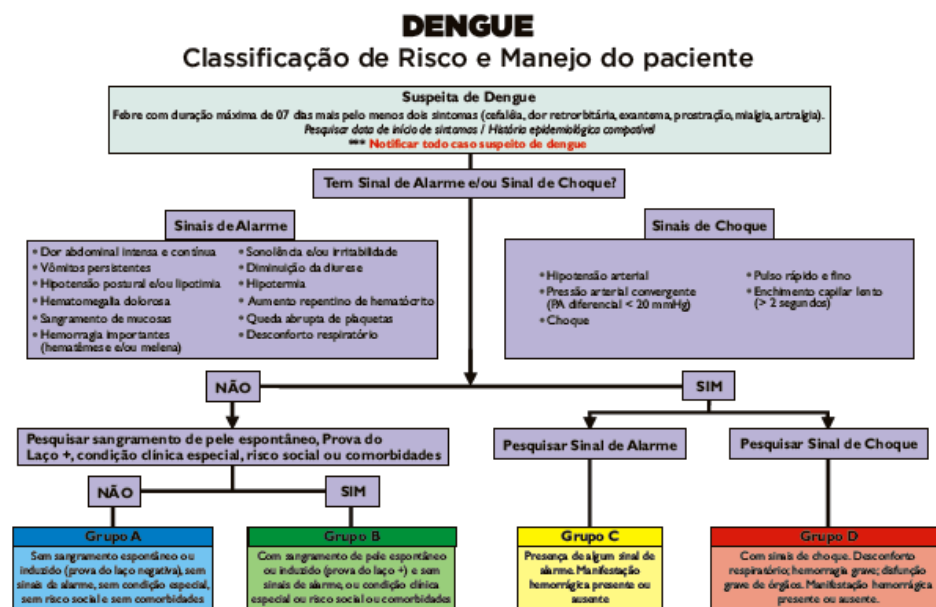 DENGUE
Classificação de Risco e Manejo do paciente
Suspeita de Dengue
Febre com duração máxima de 07 dias mais pelo menos dois sintomas (cefaléia, dor retrorbitária, exantema, prostração, mialgia, artralgia).
Pesquisar data de início de sintomas / História epidemiológica compatível
*** Notificar todo caso suspeito de dengue
Tem Sinal de Alarme e/ou Sinal de Choque?
Sinais de Alarme
• Dor abdominal intensa e contínua
• Vômitos persistentes
• Hipotensão postural e/ou lipotimia
• Hematomegalia dolorosa
• Sangramento de mucosas
• Hemorragia importantes
(hematêmese e/ou melena)
• Sonolência e/ou irritabilidade
• Diminuição da diurese
• Hipotermia
• Aumento repentino de hematócrito
• Queda abrupta de plaquetas
• Desconforto respiratório
Sinais de Choque
• Hipotensão arterial
• Pressão arterial convergente
(PA diferencial < 20 mmHg)
• Choque
• Pulso rápido e fino
• Enchimento capilar lento
(> 2 segundos)
NÃO
SIM
Pesquisar sangramento de pele espontâneo, Prova do
Laço +, condição clínica especial, risco social ou comorbidades
Pesquisar Sinal de Alarme
Pesquisar Sinal de Choque
NÃO
SIM
Grupo A
Sem sangramento espontâneo ou
induzido (prova do laço negativa), sem
sinais de alarme, sem condição especial,
sem risco social e sem comorbidades
Grupo B
Com sangramento de pele espontâneo
ou induzido (prova do laço +) e sem
sinais de alarme, ou condição clínica
especial ou risco social ou comorbidades
Grupo C
Presença de algum sinal de
alarme. Manifestação
hemorrágica presente ou
ausente
Grupo D
Com sinais de choque. Desconforto
respiratório; hemorragia grave; disfunção
grave de órgãos. Manifestação hemorrágica
presente ou ausente.